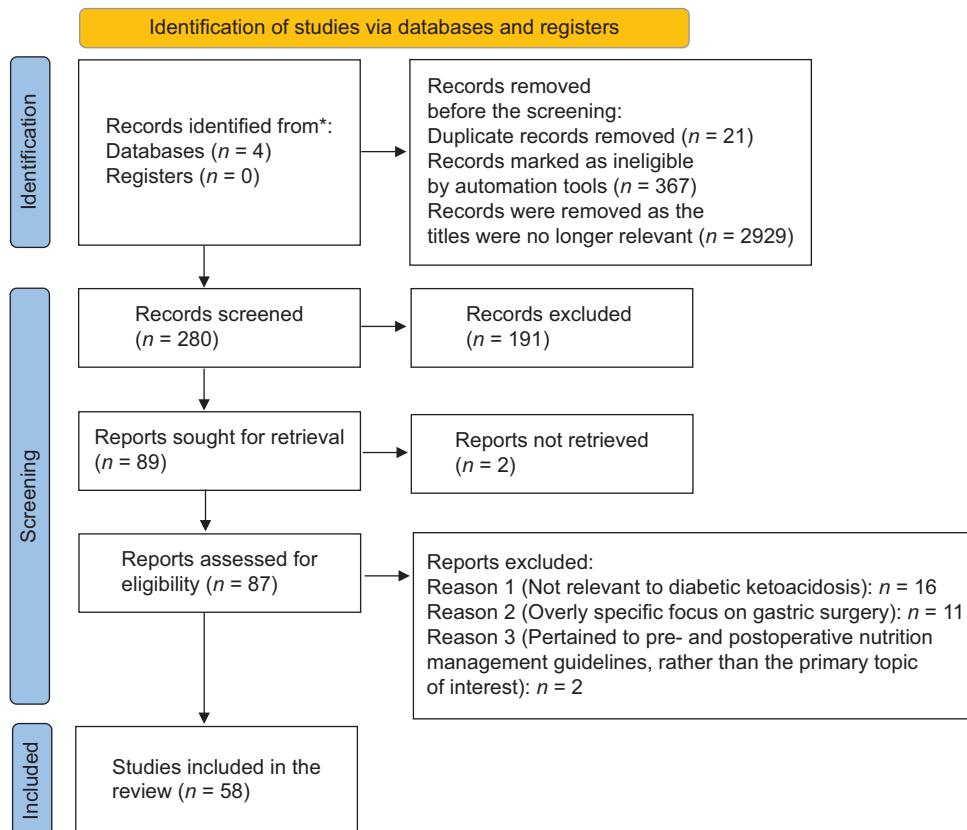 Identification of studies via databases and registers
Identification
Records identified from*:
Databases (n = 4)
Registers (n = 0)
Records removed
before the screening:
Duplicate records removed (n = 21)
Records marked as ineligible
by automation tools (n = 367)
Records were removed as the
titles were no longer relevant (n = 2929)
Screening
Records screened
(n = 280)
Records excluded
(n = 191)
Reports sought for retrieval
(n = 89)
Reports not retrieved
(n = 2)
Reports assessed for
eligibility (n = 87)
Reports excluded:
Reason 1 (Not relevant to diabetic ketoacidosis): n = 16
Reason 2 (Overly specific focus on gastric surgery): n = 11
Reason 3 (Pertained to pre- and postoperative nutrition
management guidelines, rather than the primary topic
of interest): n = 2
Included
Studies included in the
review (n = 58)